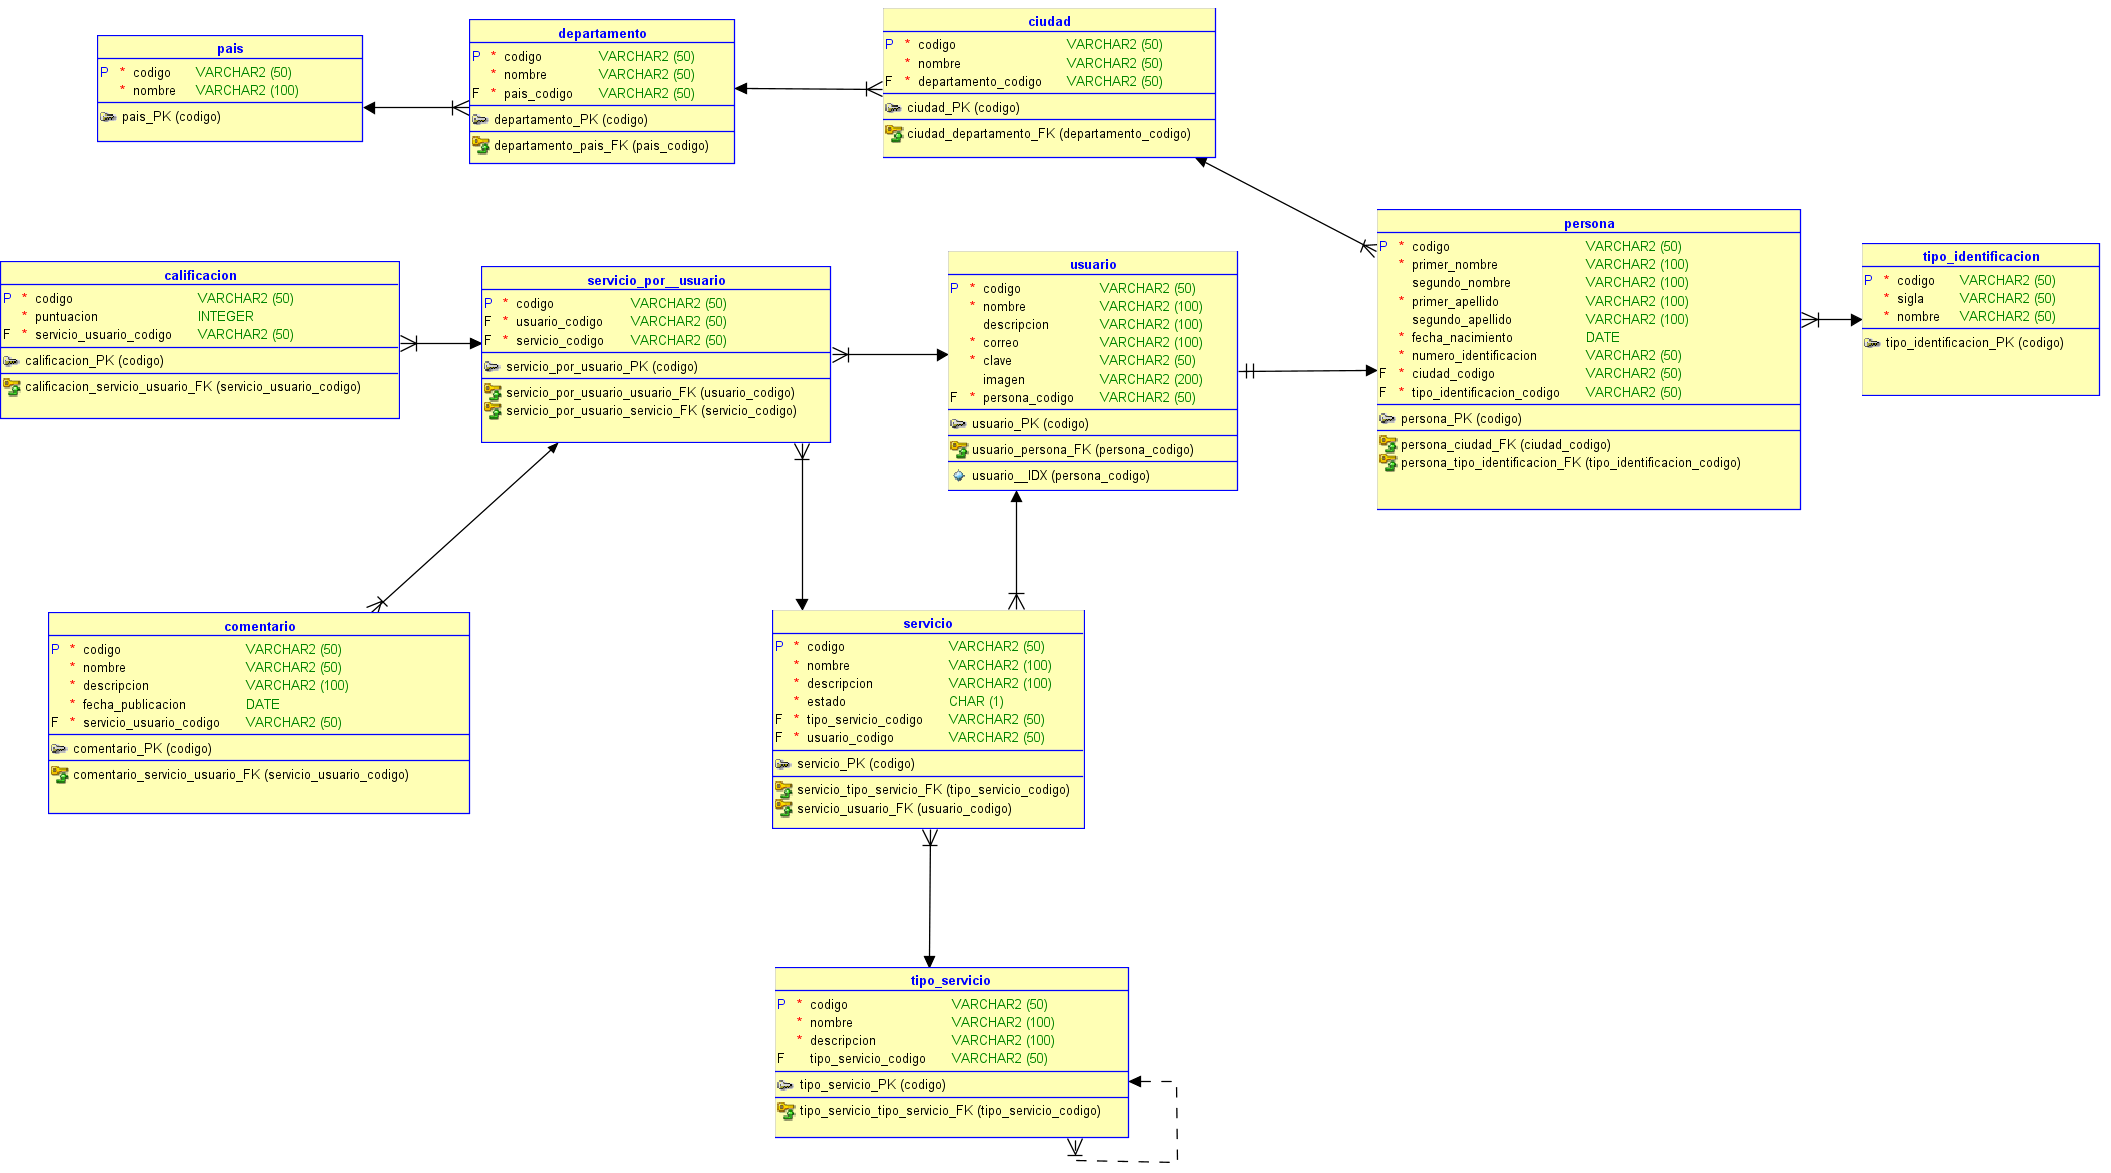 pais
P * codigo VARCHAR2 (50)
* nombre VARCHAR2 (100)
pais_PK (codigo)
departamento
P * codigo VARCHAR2 (50)
* nombre VARCHAR2 (50)
F * pais_codigo VARCHAR2 (50)
departamento_PK (codigo)
departamento_pais_FK (pais_codigo)
ciudad
P * codigo VARCHAR2 (50)
* nombre VARCHAR2 (50)
F * departamento_codigo VARCHAR2 (50)
ciudad_PK (codigo)
ciudad_departamento_FK (departamento_codigo)
calificacion
P * codigo VARCHAR2 (50)
* puntuacion INTEGER
F * servicio_usuario_codigo VARCHAR2 (50)
calificacion_PK (codigo)
calificacion_servicio_usuario_FK (servicio_usuario_codigo)
servicio_por__usuario
P * codigo VARCHAR2 (50)
F * usuario_codigo VARCHAR2 (50)
F * servicio_codigo VARCHAR2 (50)
servicio_por_usuario_PK (codigo)
servicio_por_usuario_usuario_FK (usuario_codigo)
servicio_por_usuario_servicio_FK (servicio_codigo)
usuario
P * codigo VARCHAR2 (50)
* nombre VARCHAR2 (100)
descripcion VARCHAR2 (100)
* correo VARCHAR2 (100)
* clave VARCHAR2 (50)
imagen VARCHAR2 (200)
F * persona_codigo VARCHAR2 (50)
usuario_PK (codigo)
usuario_persona_FK (persona_codigo)
usuario__IDX (persona_codigo)
persona
P * codigo VARCHAR2 (50)
* primer_nombre VARCHAR2 (100)
segundo_nombre VARCHAR2 (100)
* primer_apellido VARCHAR2 (100)
segundo_apellido VARCHAR2 (100)
* fecha_nacimiento DATE
* numero_identificacion VARCHAR2 (50)
F * ciudad_codigo VARCHAR2 (50)
F * tipo_identificacion_codigo VARCHAR2 (50)
persona_PK (codigo)
persona_ciudad_FK (ciudad_codigo)
persona_tipo_identificacion_FK (tipo_identificacion_codigo)
tipo_identificacion
P * codigo VARCHAR2 (50)
* sigla VARCHAR2 (50)
* nombre VARCHAR2 (50)
tipo_identificacion_PK (codigo)
comentario
P * codigo VARCHAR2 (50)
* nombre VARCHAR2 (50)
* descripcion VARCHAR2 (100)
* fecha_publicacion DATE
F * servicio_usuario_codigo VARCHAR2 (50)
comentario_PK (codigo)
comentario_servicio_usuario_FK (servicio_usuario_codigo)
servicio
P * codigo VARCHAR2 (50)
* nombre VARCHAR2 (100)
* descripcion VARCHAR2 (100)
* estado CHAR (1)
F * tipo_servicio_codigo VARCHAR2 (50)
F * usuario_codigo VARCHAR2 (50)
servicio_PK (codigo)
servicio_tipo_servicio_FK (tipo_servicio_codigo)
servicio_usuario_FK (usuario_codigo)
tipo_servicio
P * codigo VARCHAR2 (50)
* nombre VARCHAR2 (100)
* descripcion VARCHAR2 (100)
F tipo_servicio_codigo VARCHAR2 (50)
tipo_servicio_PK (codigo)
tipo_servicio_tipo_servicio_FK (tipo_servicio_codigo)